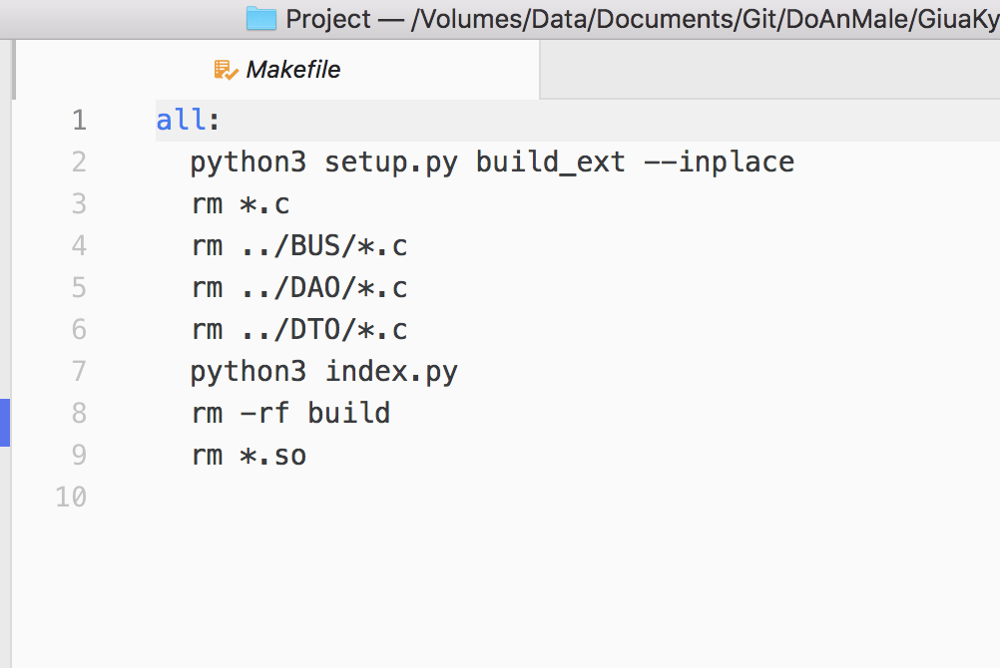 Project — /Volumes/Data/Documents/Git/DoAnMale/GiuaKy
Makefile
1 all:
2 python3 setup.py build_ext --inplace
3 rm *.c
4 rm ../BUS/*.c
5 rm ../DAO/*.c
6 rm ../DTO/*.c
7 python3 index.py
8 rm -rf build
9 rm *.so
10